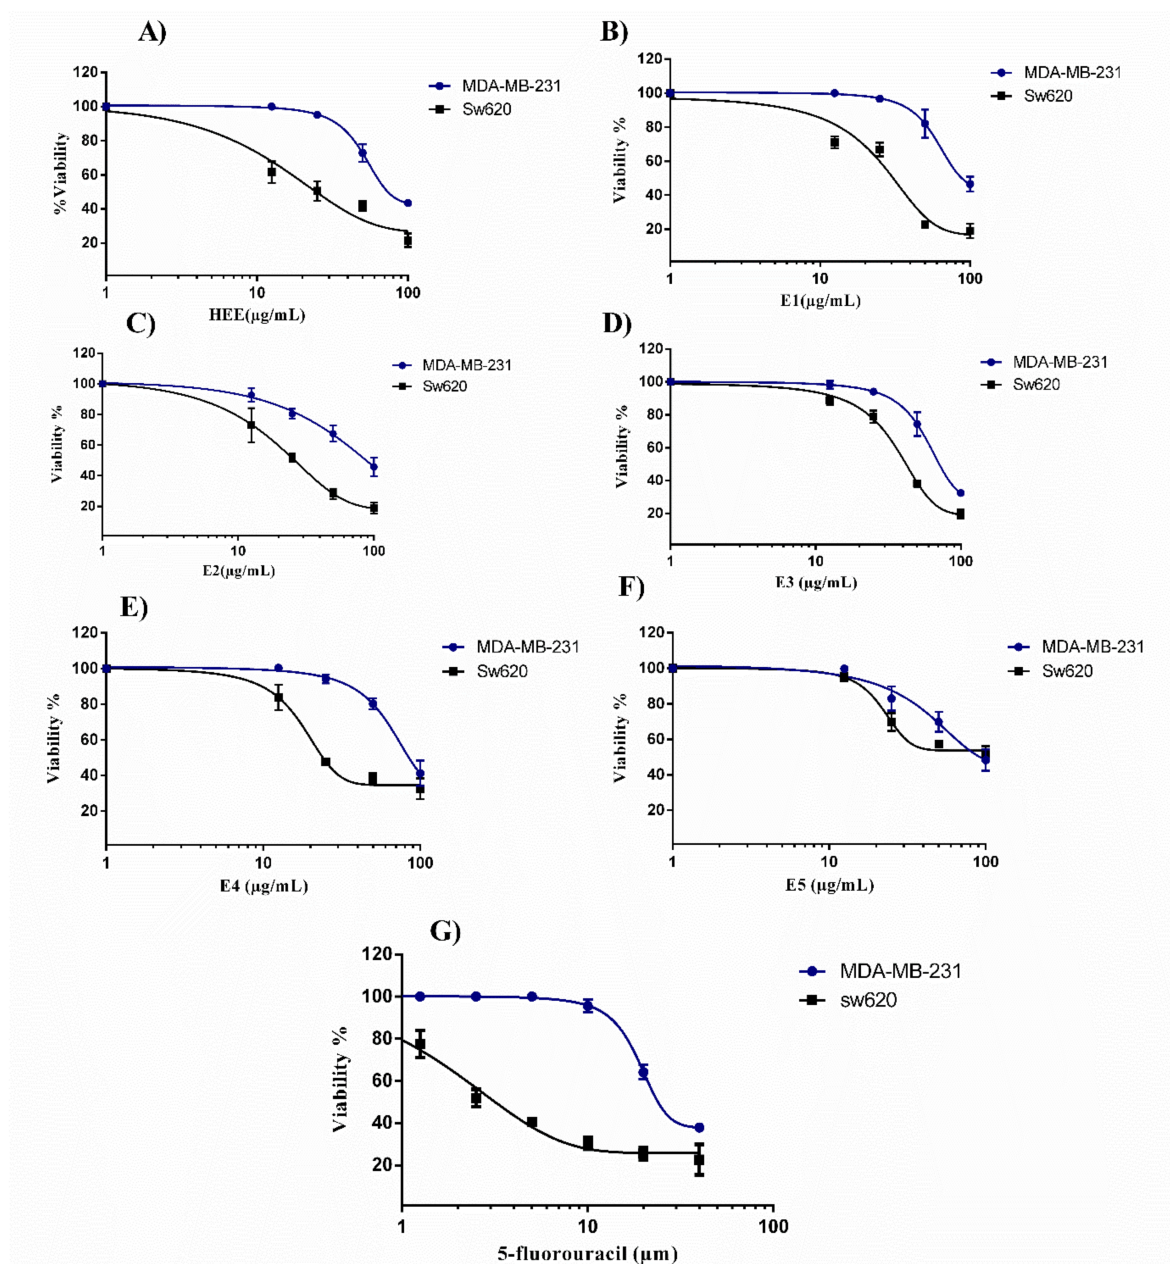 A)
120
100
80
60
40
20
%Viability
1
10
100
HEE(µg/mL)
MDA-MB-231
Sw620
B)
120
100
80
60
40
20
Viability %
1
10
100
E1(µg/mL)
MDA-MB-231
Sw620
C)
120
100
80
60
40
20
Viability %
1
10
100
E2(µg/mL)
MDA-MB-231
Sw620
D)
120
100
80
60
40
20
Viability %
1
10
100
E3 (µg/mL)
MDA-MB-231
Sw620
E)
120
100
80
60
40
20
Viability %
1
10
100
E4 (µg/mL)
MDA-MB-231
Sw620
F)
120
100
80
60
40
20
Viability %
1
10
100
E5 (µg/mL)
MDA-MB-231
Sw620
G)
120
100
80
60
40
20
Viability %
1
10
100
5-fluorouracil (µm)
MDA-MB-231
sw620